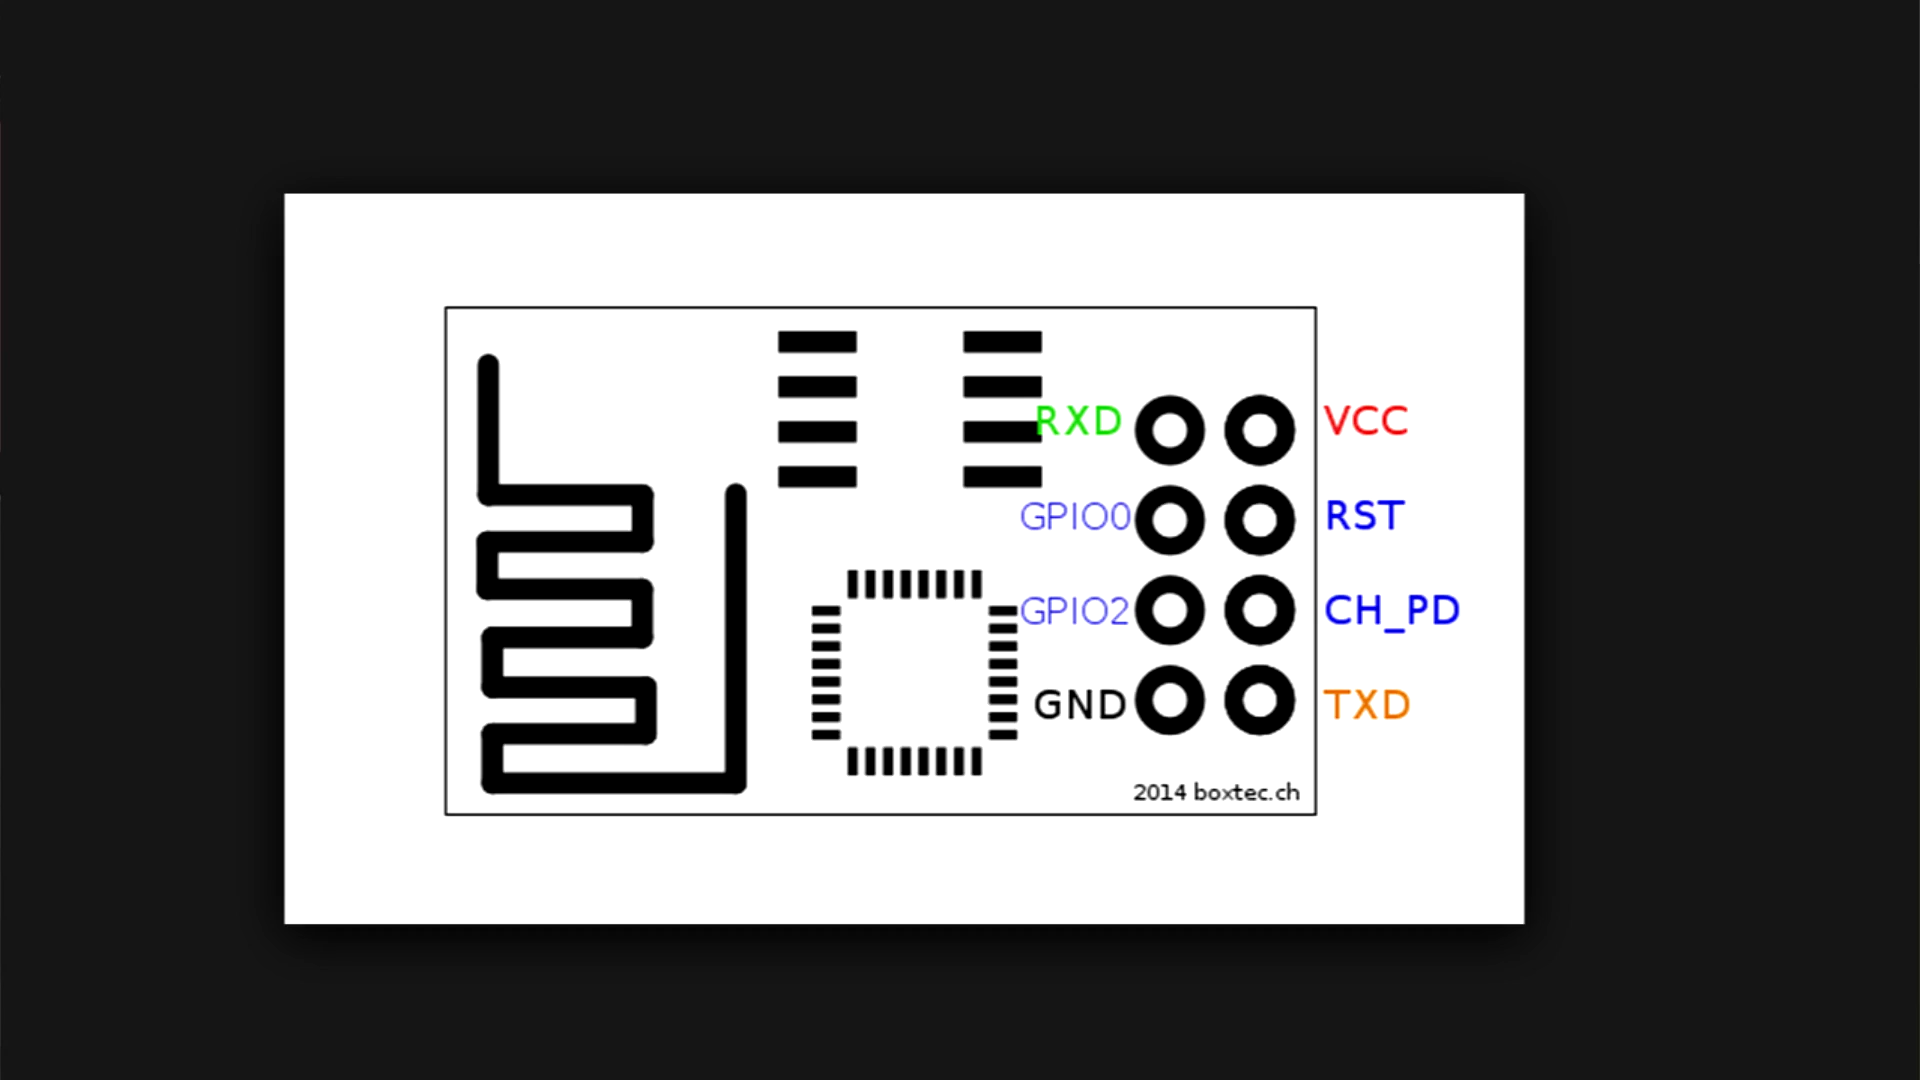 RXD VCC
GPIO0 RST
GPIO2 CH_PD
GND TXD
2014 boxtec.ch